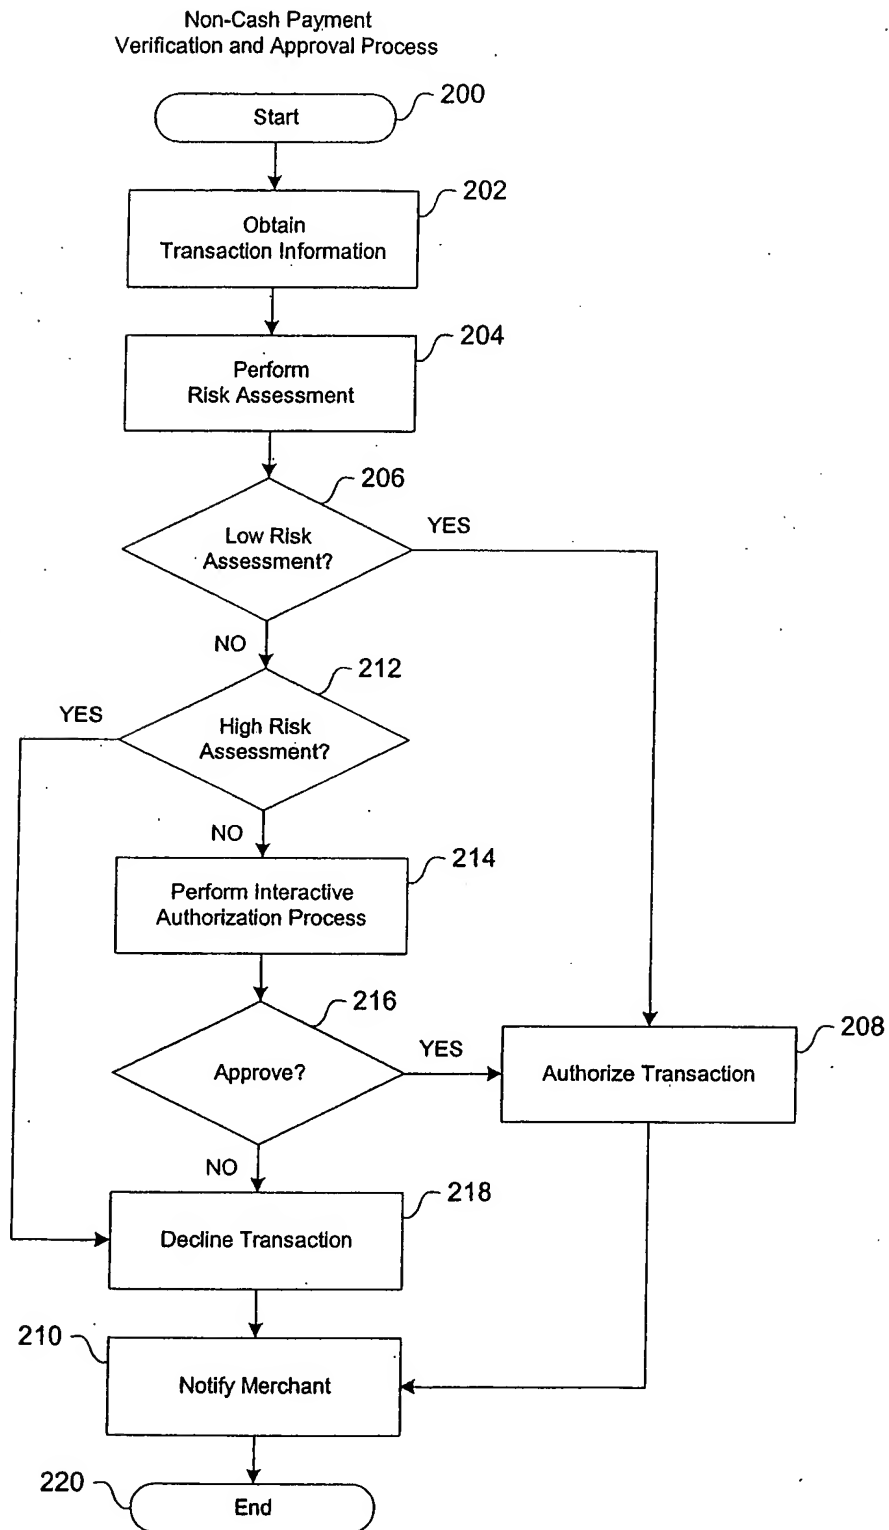 Non-Cash Payment
Verification and Approval Process
Start
200
Obtain
Transaction Information
202
Perform
Risk Assessment
204
206
Low Risk
Assessment?
YES
NO
212
YES
High Risk
Assessment?
NO
214
Perform Interactive
Authorization Process
216
Approve?
YES
208
Authorize Transaction
NO
218
Decline Transaction
210
Notify Merchant
220
End